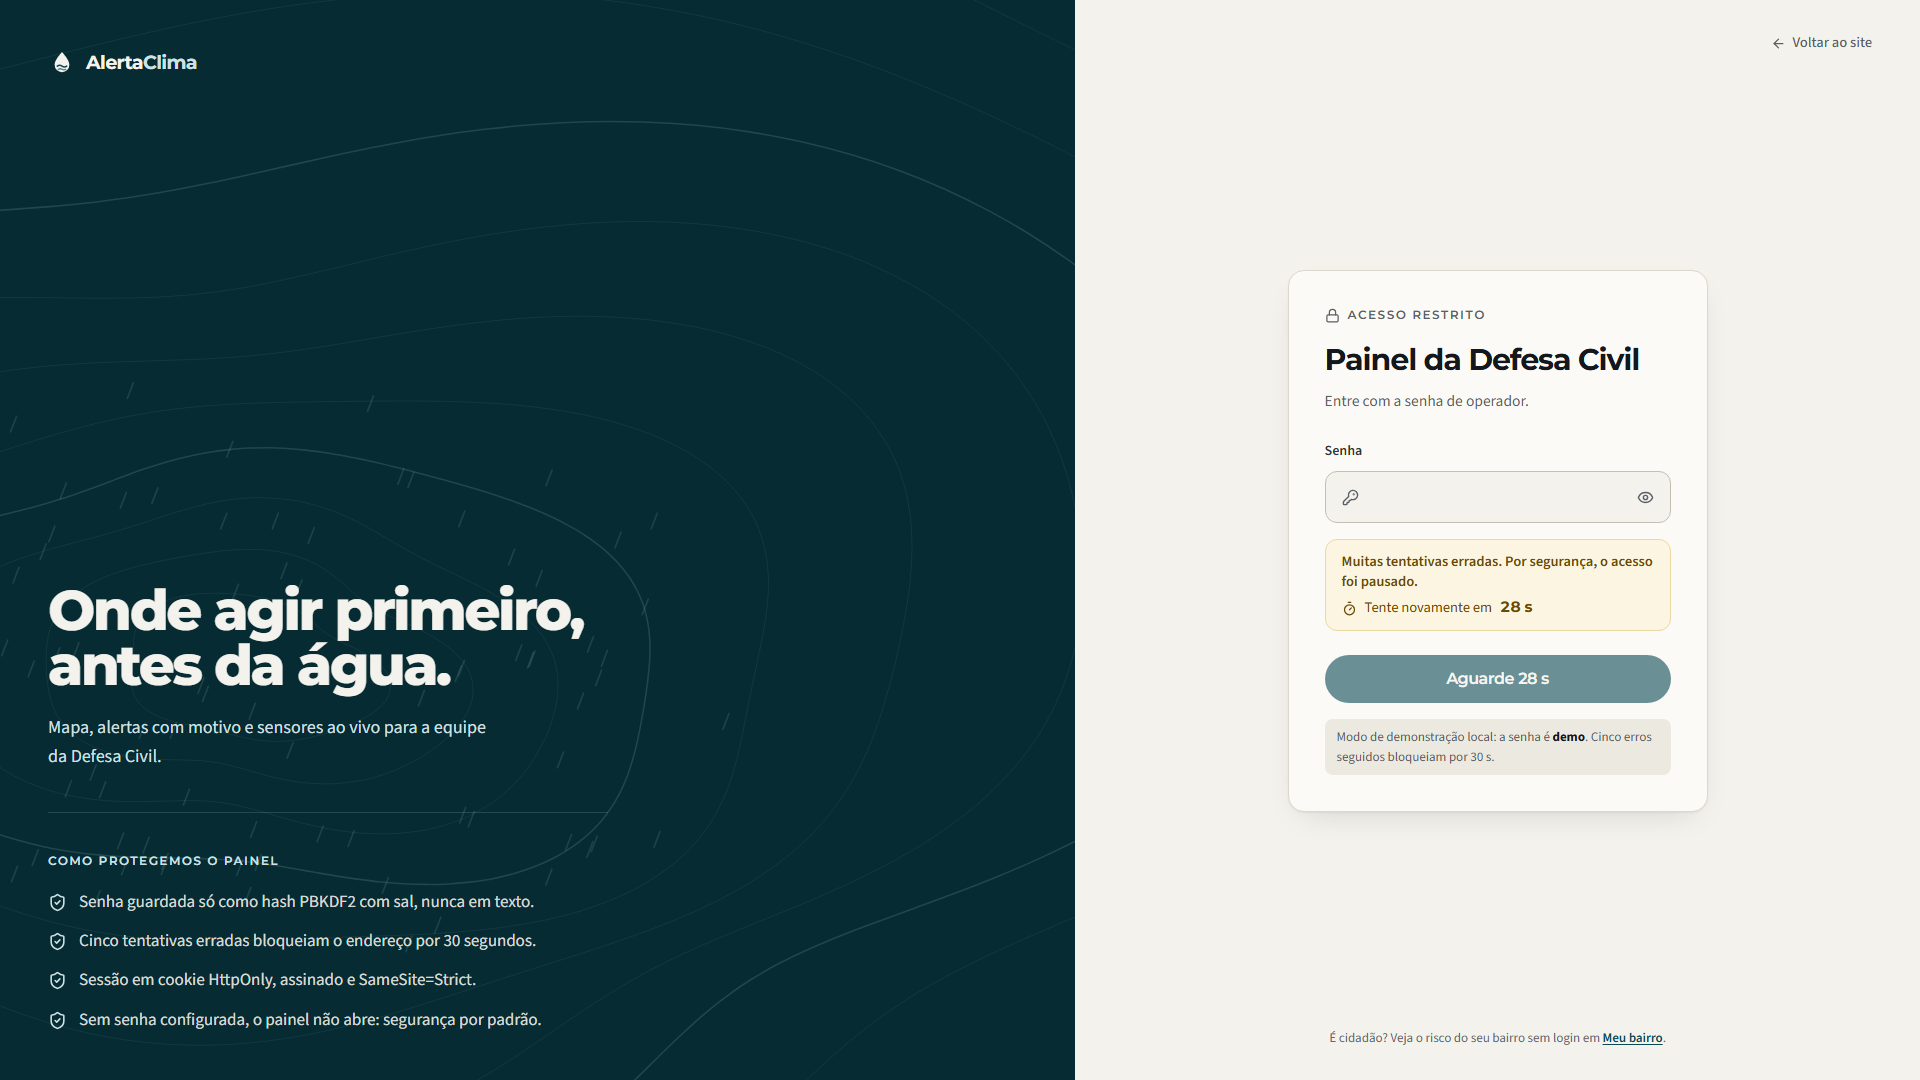 AlertaClima
Onde agir primeiro,
antes da água.
Mapa, alertas com motivo e sensores ao vivo para a equipe
da Defesa Civil.
COMO PROTEGEMOS O PAINEL
Senha guardada só como hash PBKDF2 com sal, nunca em texto.
Cinco tentativas erradas bloqueiam o endereço por 30 segundos.
Sessão em cookie HttpOnly, assinado e SameSite=Strict.
Sem senha configurada, o painel não abre: segurança por padrão.
Voltar ao site
ACESSO RESTRITO
Painel da Defesa Civil
Entre com a senha de operador.
Senha
Muitas tentativas erradas. Por segurança, o acesso
foi pausado.
Tente novamente em 28 s
Aguarde 28 s
Modo de demonstração local: a senha é demo. Cinco erros
seguidos bloqueiam por 30 s.
É cidadão? Veja o risco do seu bairro sem login em Meu bairro.